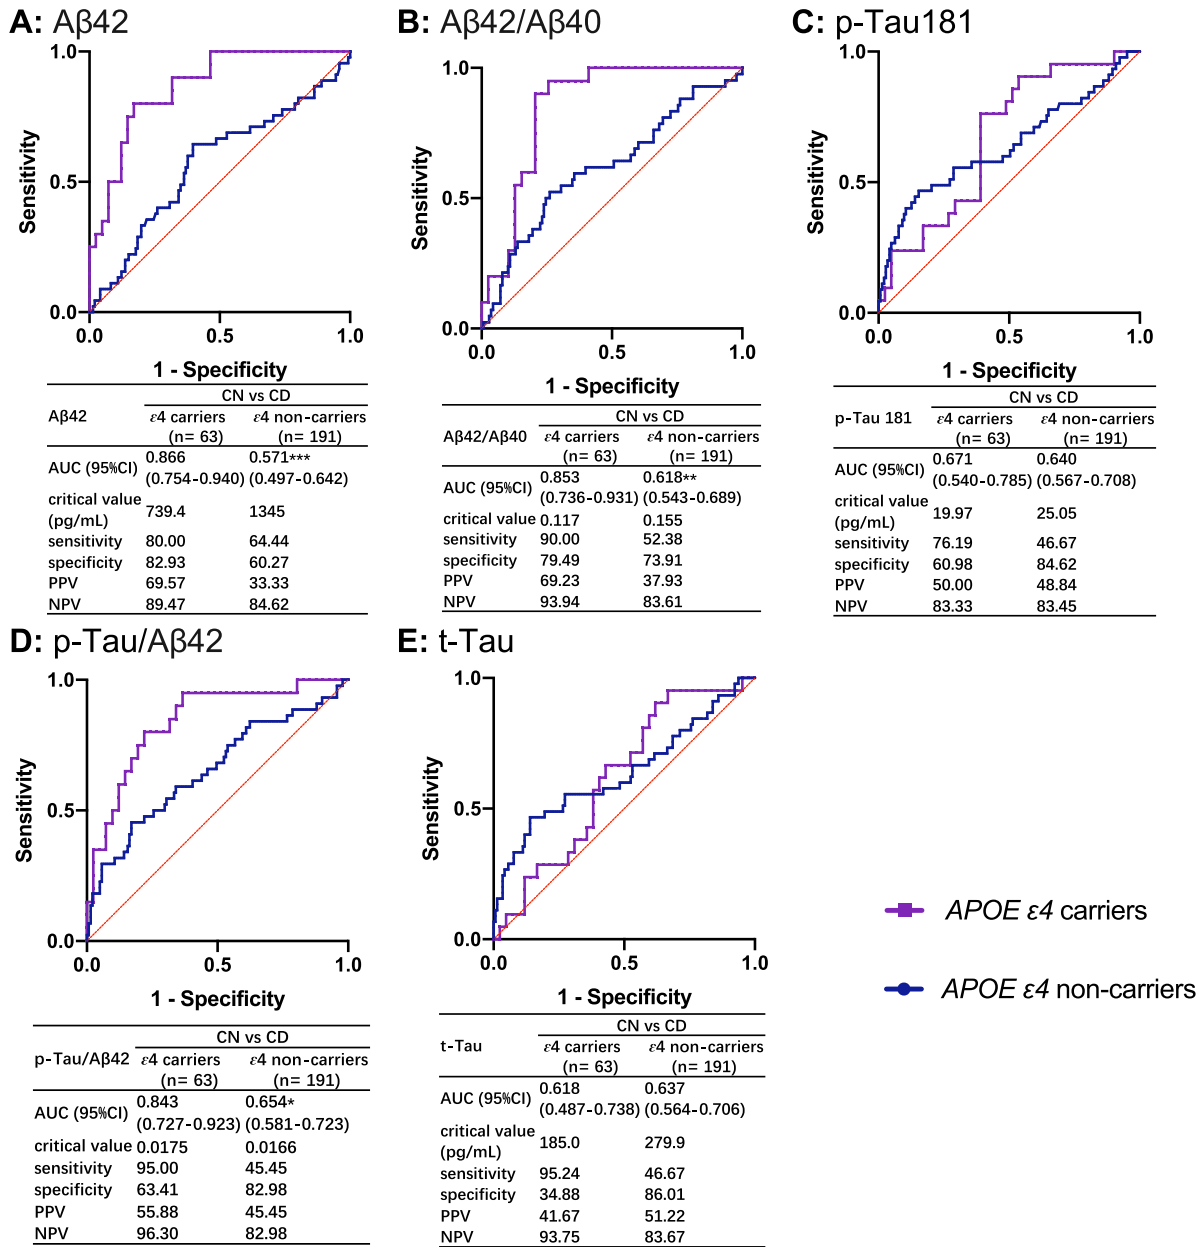 A: Aβ42
1.0
0.5
0.0
Sensitivity
0.0 0.5 1.0
1 - Specificity
CN vs CD
Aβ42 ε4 carriers ε4 non-carriers
(n= 63) (n= 191)
AUC (95%CI) 0.866 0.571***
(0.754-0.940) (0.497-0.642)
critical value
(pg/mL) 739.4 1345
sensitivity 80.00 64.44
specificity 82.93 60.27
PPV 69.57 33.33
NPV 89.47 84.62
B: Aβ42/Aβ40
1.0
0.5
0.0
Sensitivity
0.0 0.5 1.0
1 - Specificity
CN vs CD
Aβ42/Aβ40 ε4 carriers ε4 non-carriers
(n= 63) (n= 191)
AUC (95%CI) 0.853 0.618**
(0.736-0.931) (0.543-0.689)
critical value 0.117 0.155
sensitivity 90.00 52.38
specificity 79.49 73.91
PPV 69.23 37.93
NPV 93.94 83.61
C: p-Tau181
1.0
0.5
0.0
Sensitivity
0.0 0.5 1.0
1 - Specificity
CN vs CD
p-Tau 181 ε4 carriers ε4 non-carriers
(n= 63) (n= 191)
AUC (95%CI) 0.671 0.640
(0.540-0.785) (0.567-0.708)
critical value
(pg/mL) 19.97 25.05
sensitivity 76.19 46.67
specificity 60.98 84.62
PPV 50.00 48.84
NPV 83.33 83.45
D: p-Tau/Aβ42
1.0
0.5
0.0
Sensitivity
0.0 0.5 1.0
1 - Specificity
CN vs CD
p-Tau/Aβ42 ε4 carriers ε4 non-carriers
(n= 63) (n= 191)
AUC (95%CI) 0.843 0.654*
(0.727-0.923) (0.581-0.723)
critical value 0.0175 0.0166
sensitivity 95.00 45.45
specificity 63.41 82.98
PPV 55.88 45.45
NPV 96.30 82.98
E: t-Tau
1.0
0.5
0.0
Sensitivity
0.0 0.5 1.0
1 - Specificity
CN vs CD
t-Tau ε4 carriers ε4 non-carriers
(n= 63) (n= 191)
AUC (95%CI) 0.618 0.637
(0.487-0.738) (0.564-0.706)
critical value
(pg/mL) 185.0 279.9
sensitivity 95.24 46.67
specificity 34.88 86.01
PPV 41.67 51.22
NPV 93.75 83.67
APOE ε4 carriers
APOE ε4 non-carriers